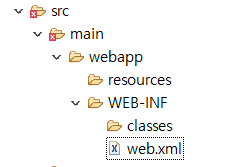 src
main
webapp
resources
WEB-INF
classes
web.xml